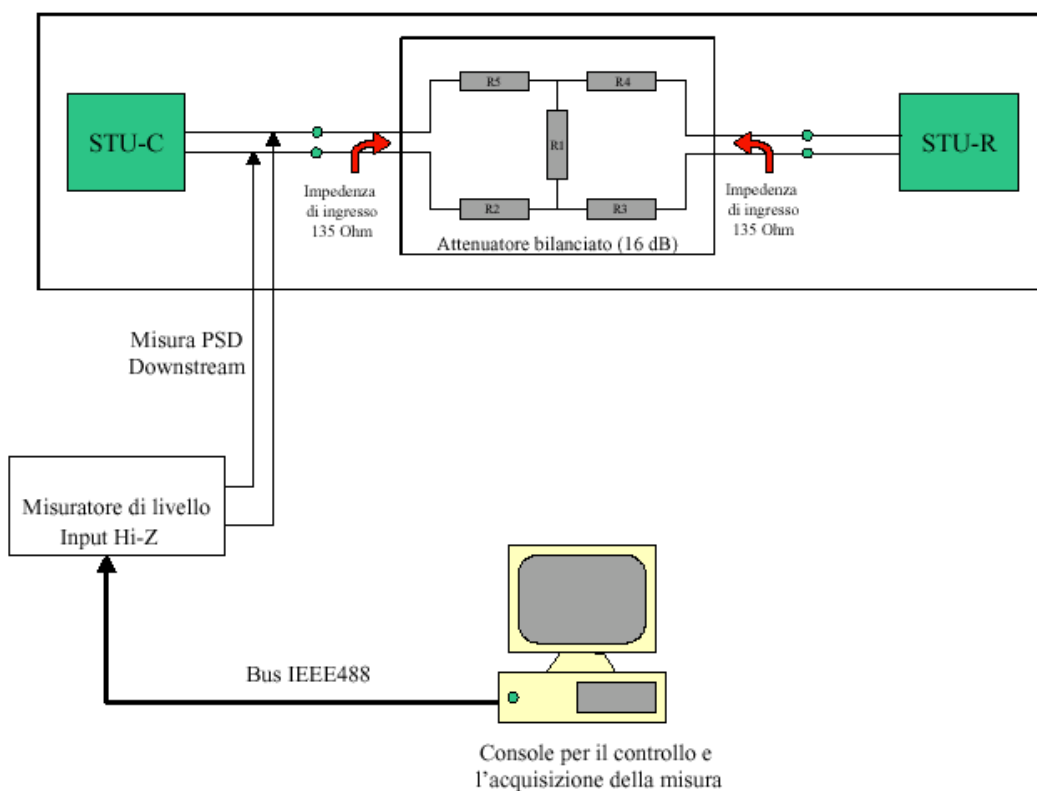 R5
R4
STU-C
R1
STU-R
Impedenza
di ingresso
135 Ohm
R2
R3
Impedenza
di ingresso
135 Ohm
Attenuatore bilanciato (16 dB)
Misura PSD
Downstream
Misuratore di livello
Input Hi-Z
Bus IEEE488
Console per il controllo e
l’acquisizione della misura